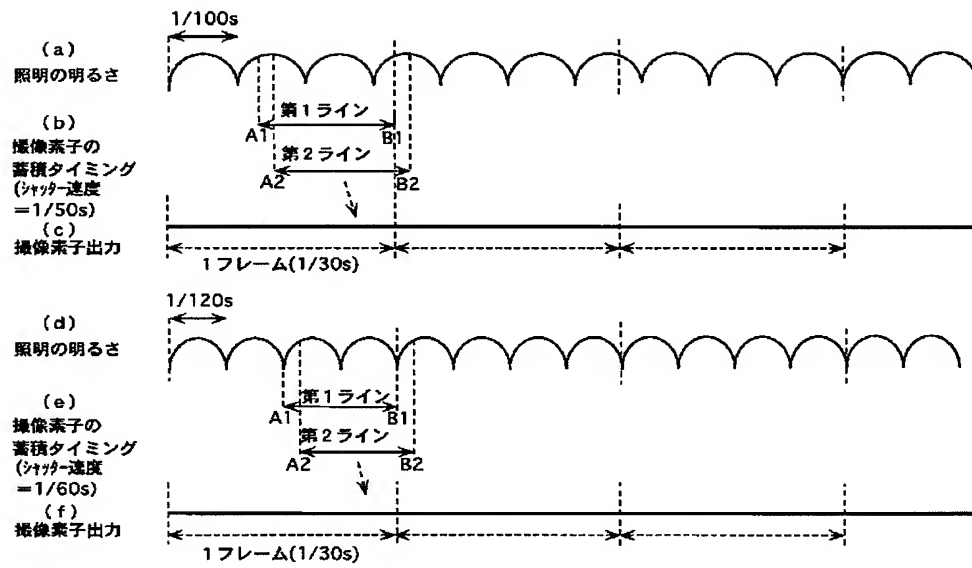 1/100s
(a)
照明の明るさ
(b)
撮像素子の
蓄積タイミング
(シャッター速度
=1/50s)
第1ライン
A1
B1
第2ライン
A2
B2
(c)
撮像素子出力
1フレーム(1/30s)
1/120s
(d)
照明の明るさ
(e)
撮像素子の
蓄積タイミング
(シャッター速度
=1/60s)
第1ライン
A1
B1
第2ライン
A2
B2
(f)
撮像素子出力
1フレーム(1/30s)